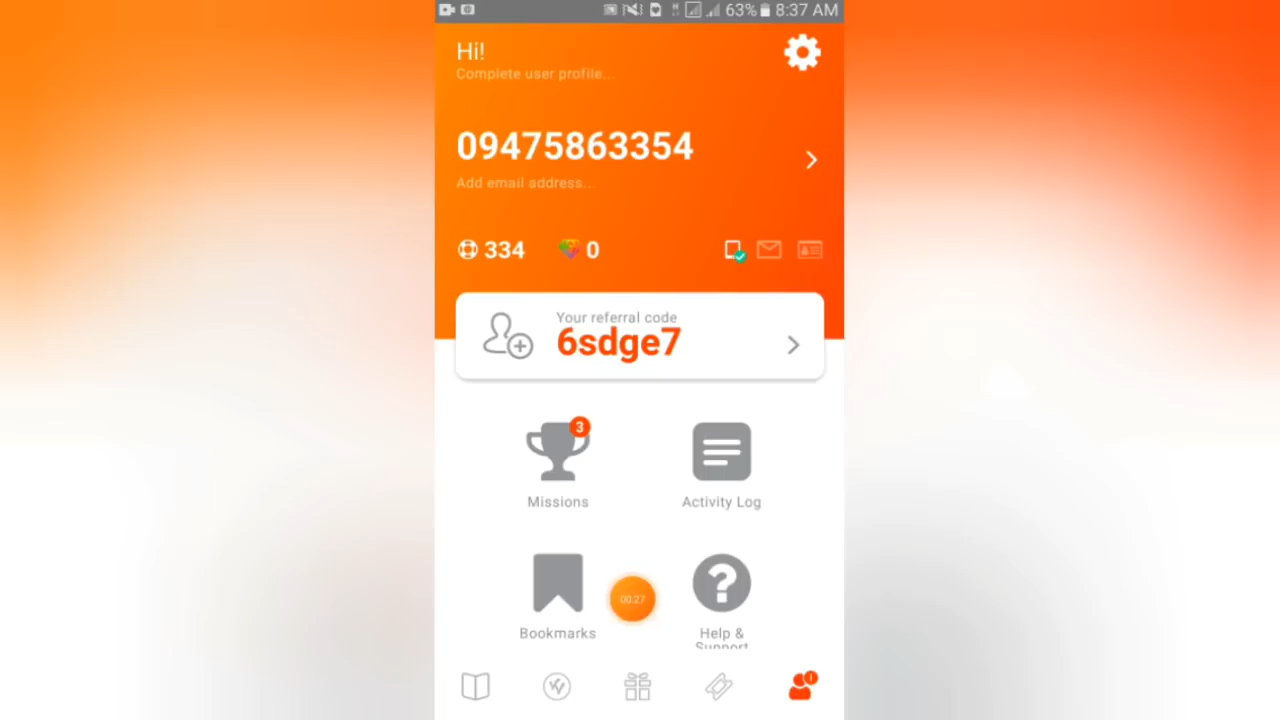 63% 8:37 AM
Hi!
Complete user profile...
09475863354
Add email address...
334 0
Your referral code
6sdge7
3
Missions Activity Log
00:27
Bookmarks Help &
Support